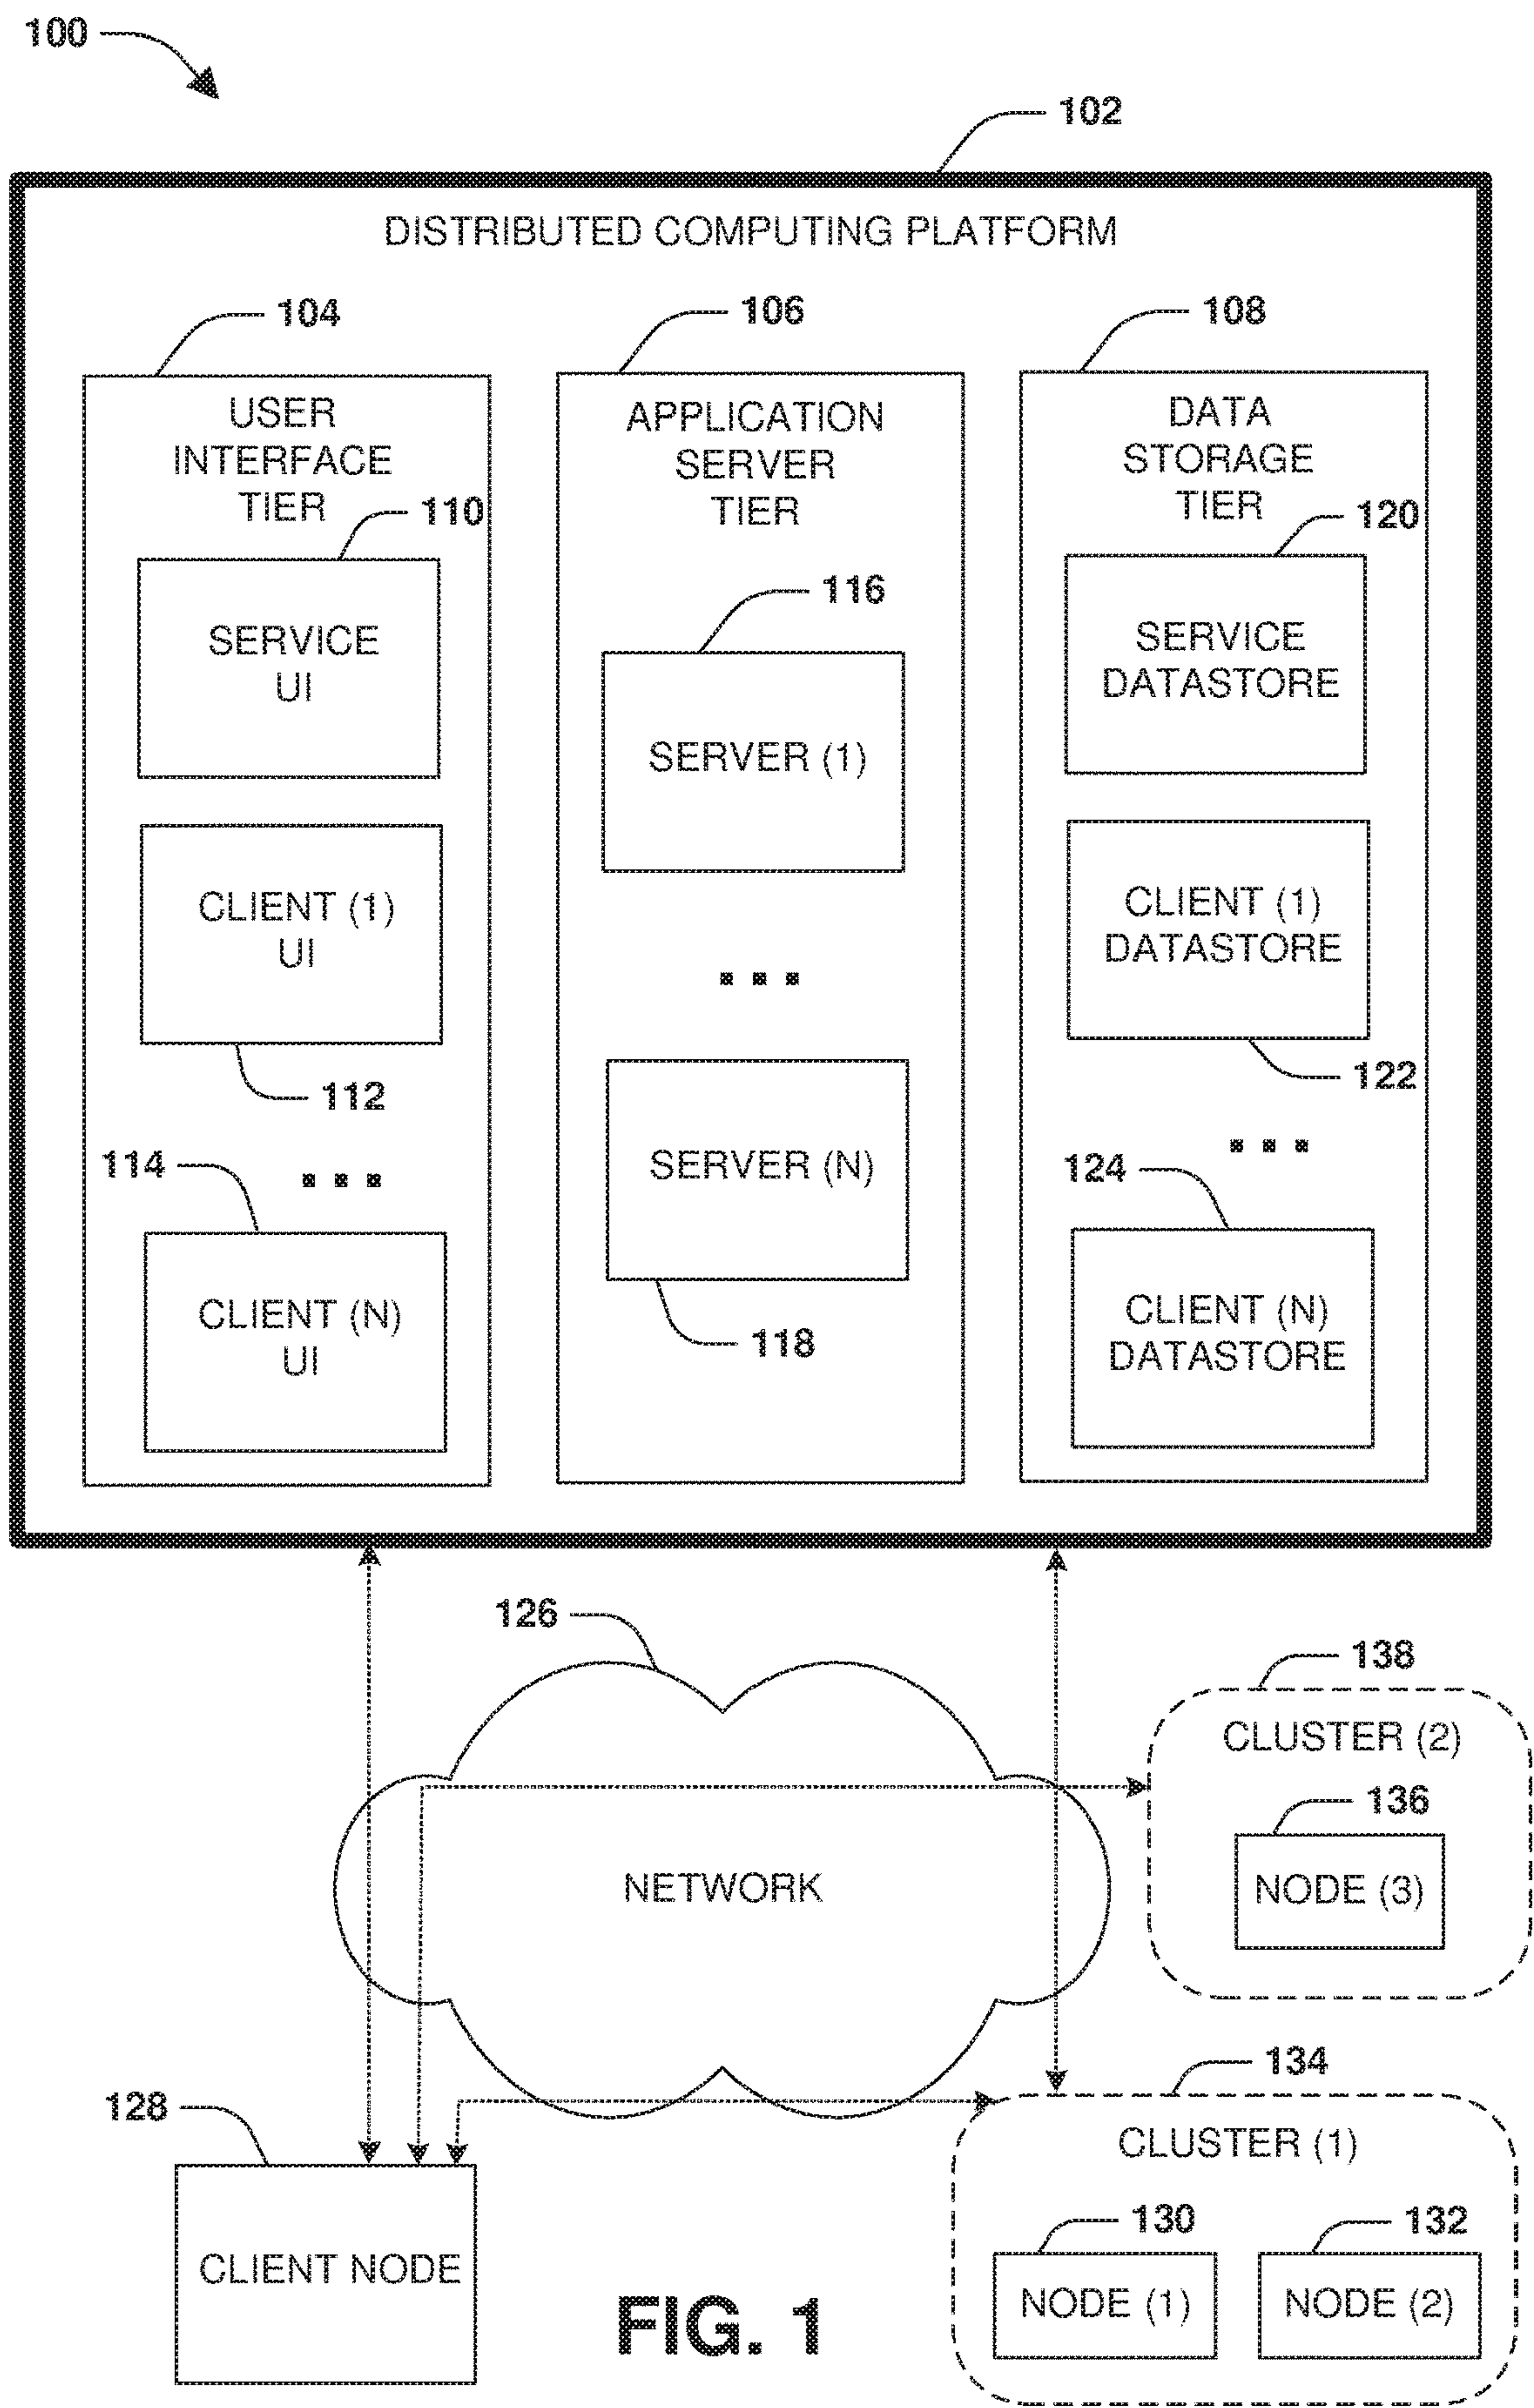 100
102
DISTRIBUTED COMPUTING PLATFORM
104
USER
INTERFACE
TIER
110
SERVICE
UI
CLIENT (1)
UI
112
114
CLIENT (N)
UI
106
APPLICATION
SERVER
TIER
116
SERVER (1)
SERVER (N)
118
108
DATA
STORAGE
TIER
120
SERVICE
DATASTORE
CLIENT (1)
DATASTORE
122
124
CLIENT (N)
DATASTORE
126
NETWORK
138
CLUSTER (2)
136
NODE (3)
128
CLIENT NODE
134
CLUSTER (1)
130
NODE (1)
132
NODE (2)
FIG. 1